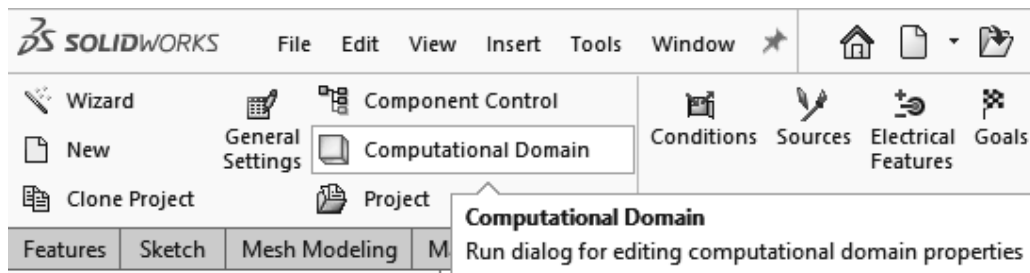 SOLIDWORKS File Edit View Insert Tools Window
Wizard
New
Clone Project
General
Settings
Component Control
Computational Domain
Project
Conditions
Sources
Electrical
Features
Goals
Computational Domain
Run dialog for editing computational domain properties
Features Sketch Mesh Modeling M